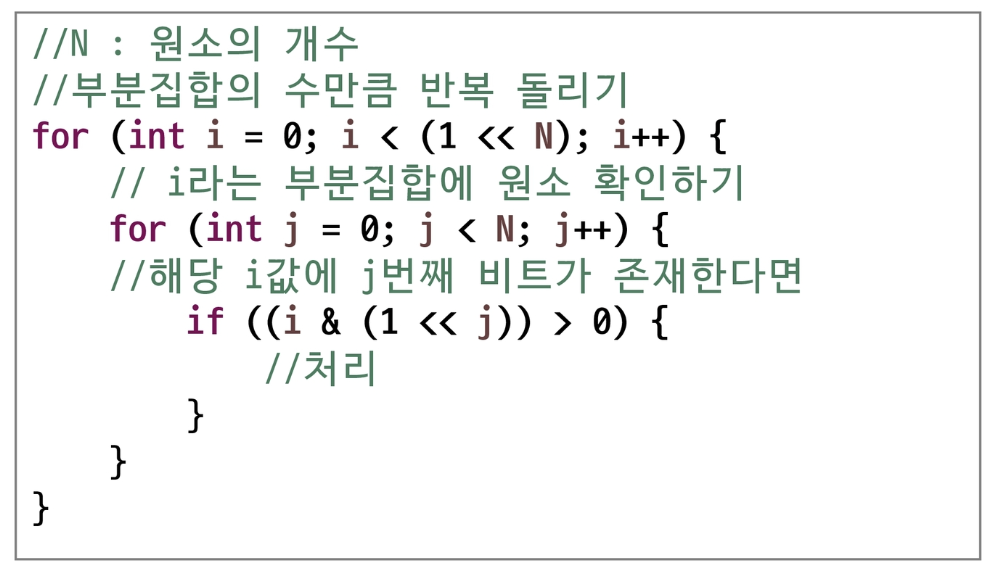 //N : 원소의 개수
//부분집합의 수만큼 반복 돌리기
for (int i = 0; i < (1 << N); i++) {
    // i라는 부분집합에 원소 확인하기
    for (int j = 0; j < N; j++) {
    //해당 i값에 j번째 비트가 존재한다면
        if ((i & (1 << j)) > 0) {
            //처리
        }
    }
}